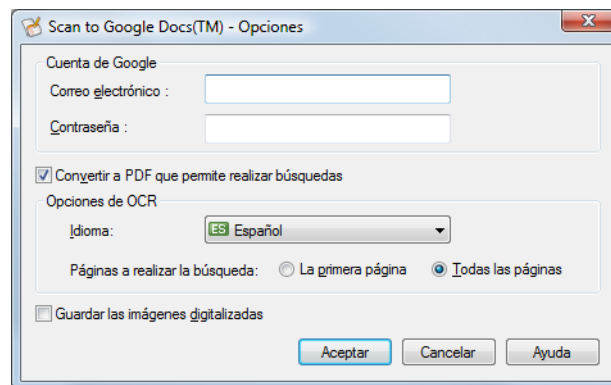 Scan to Google Docs(TM) - Opciones
Cuenta de Google
Correo electrónico :
Contraseña :
Convertir a PDF que permite realizar búsquedas
Opciones de OCR
Idioma: ES Español
Páginas a realizar la búsqueda: La primera página Todas las páginas
Guardar las imágenes digitalizadas
Aceptar Cancelar Ayuda